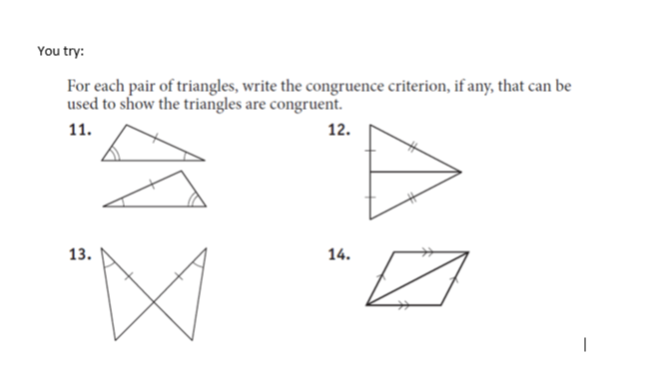 You try:
For each pair of triangles, write the congruence criterion, if any, that can be
used to show the triangles are congruent.
11.
12.
13.
14.